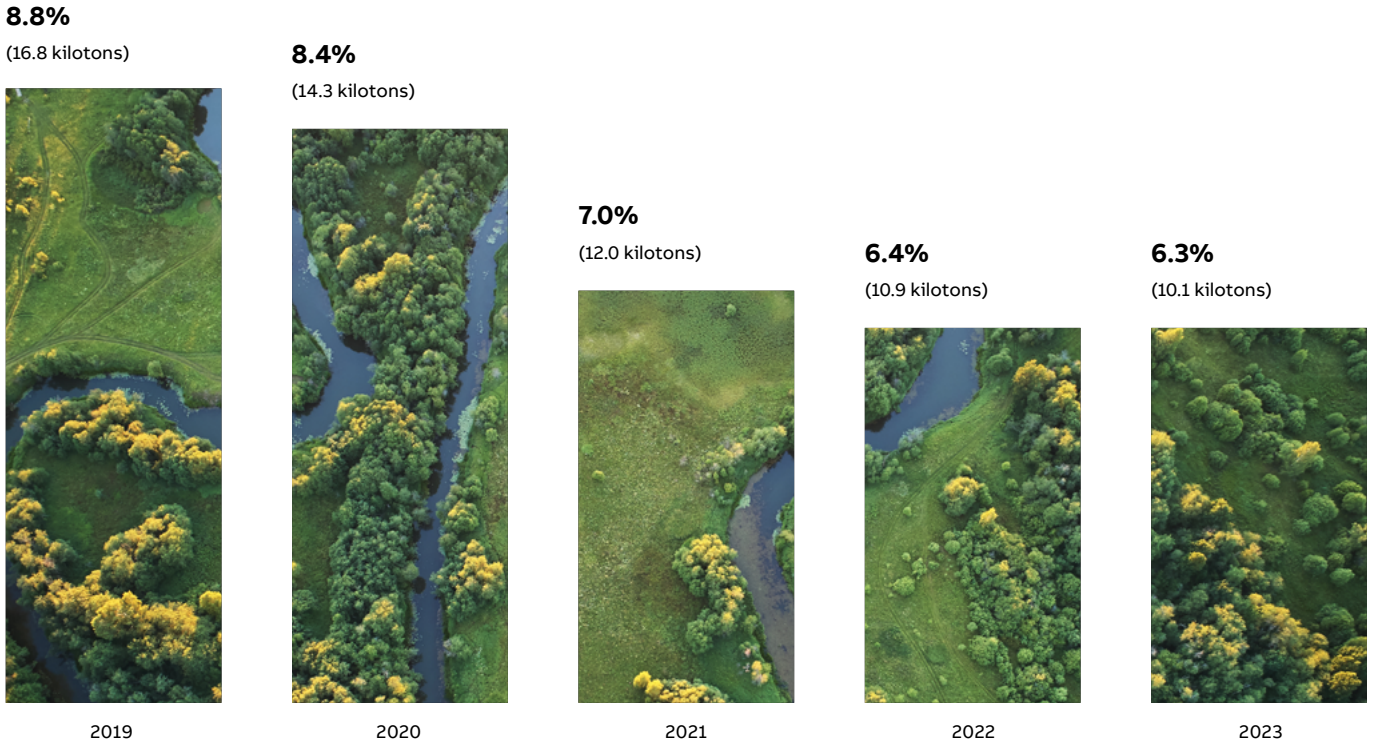 8.8%
(16.8 kilotons)
8.4%
(14.3 kilotons)
7.0%
(12.0 kilotons)
6.4%
(10.9 kilotons)
6.3%
(10.1 kilotons)
2019
2020
2021
2022
2023